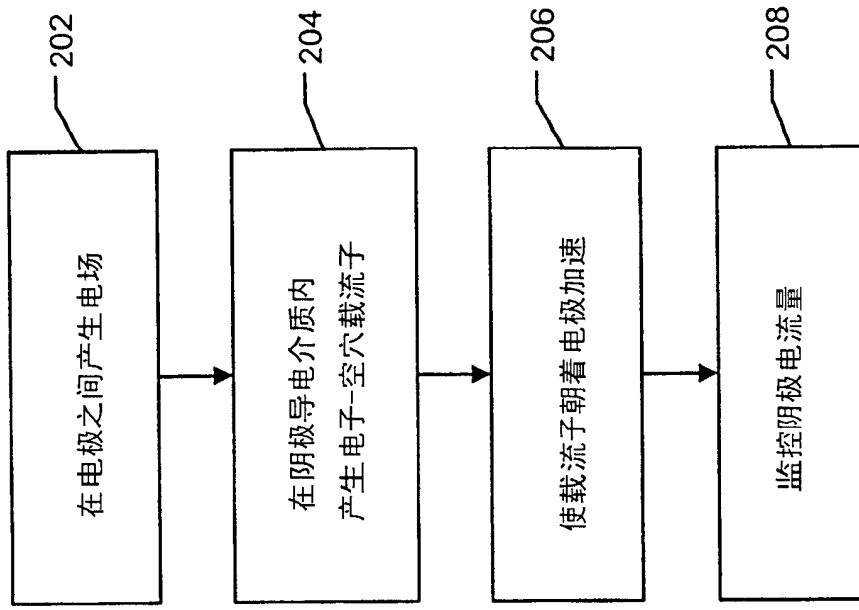 在电极之间产生电场
202
在阴极导电介质内
产生电子-空穴载流子
204
使载流子朝着电极加速
206
监控阴极电流量
208